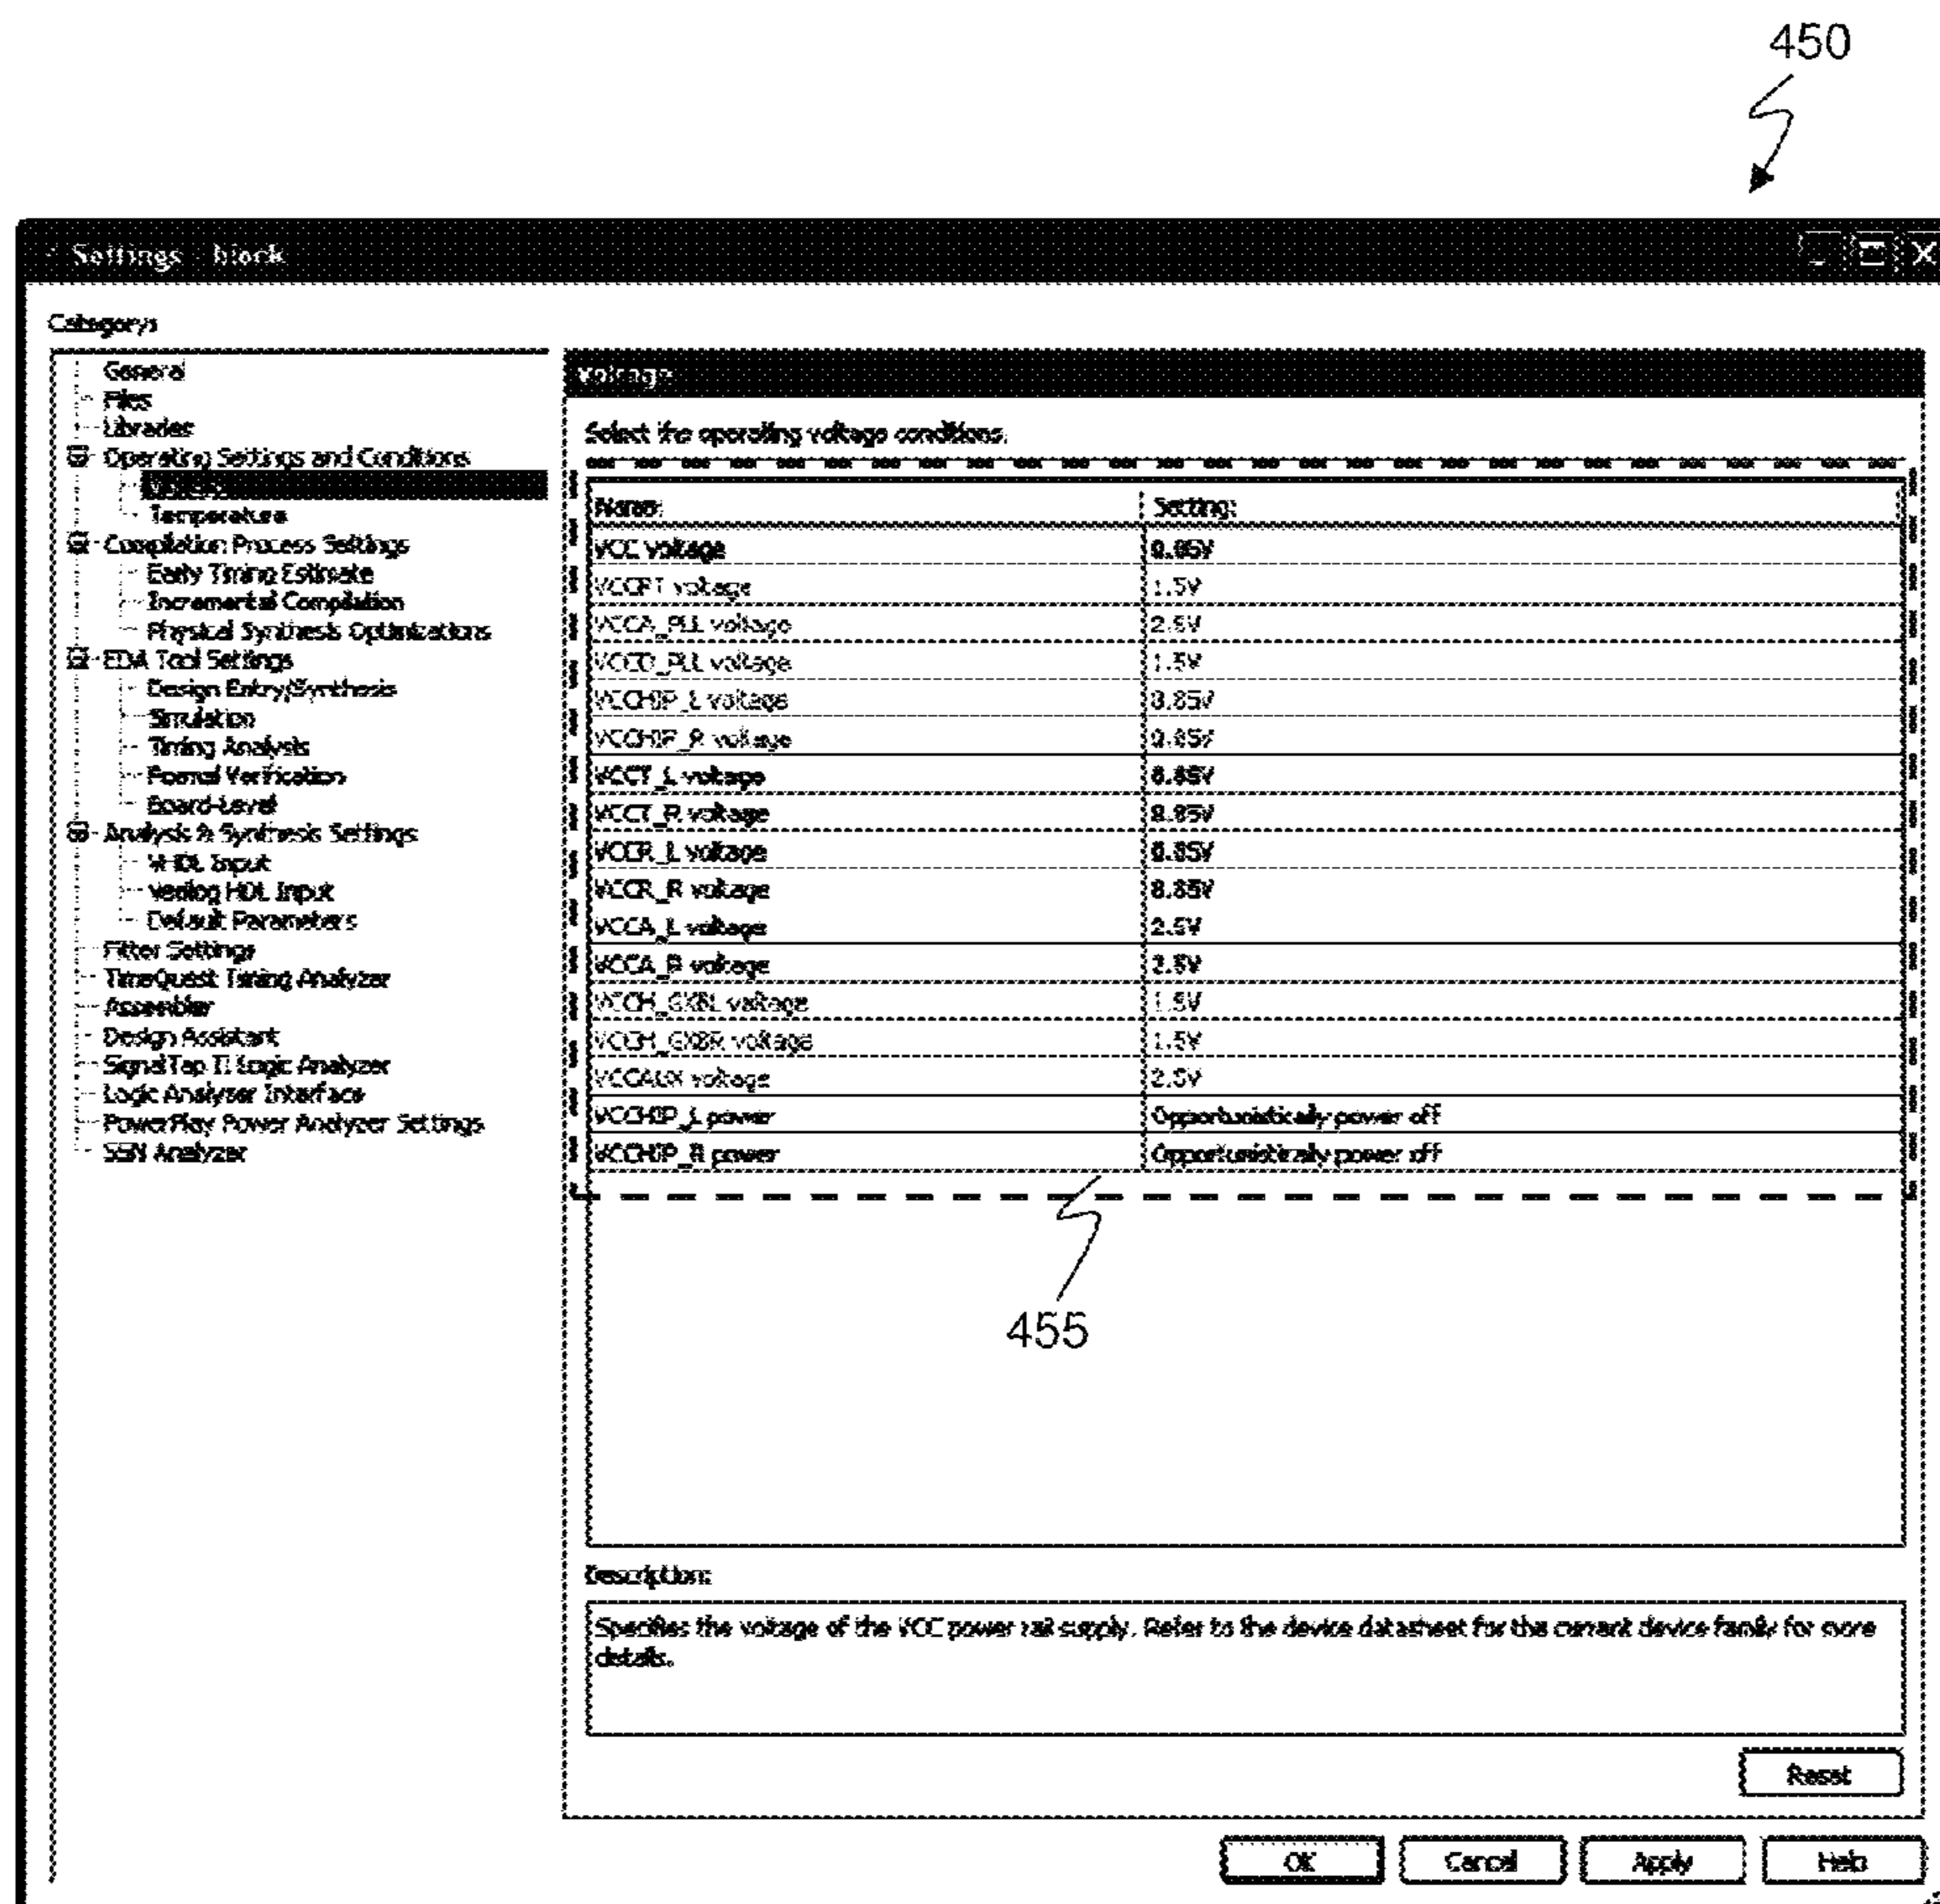 450
Settings - block
Category:
General
Files
Libraries
Operating Settings and Conditions
Temperature
Compilation Process Settings
Early Timing Estimate
Incremental Compilation
Physical Synthesis Optimizations
EDA Tool Settings
Design Entry/Synthesis
Simulation
Timing Analysis
Formal Verification
Board-Level
Analysis & Synthesis Settings
VHDL Input
Verilog HDL Input
Default Parameters
Fitter Settings
TimeQuest Timing Analyzer
Assembler
Design Assistant
SignalTap II Logic Analyzer
Logic Analyzer Interface
PowerPlay Power Analyzer Settings
SSN Analyzer
Voltage
Select the operating voltage conditions.
Name: Setting:
VCC voltage 0.85V
VCCPT voltage 1.5V
VCCA_PLL voltage 2.5V
VCCD_PLL voltage 1.5V
VCCHIP_L voltage 0.85V
VCCHIP_R voltage 0.85V
VCCT_L voltage 0.85V
VCCT_R voltage 0.85V
VCCR_L voltage 0.85V
VCCR_R voltage 0.85V
VCCA_L voltage 2.5V
VCCA_R voltage 2.5V
VCCH_GXBL voltage 1.5V
VCCH_GXBR voltage 1.5V
VCCAUX voltage 2.5V
VCCHIP_L power Opportunistically power off
VCCHIP_R power Opportunistically power off
455
Description:
Specifies the voltage of the VCC power rail supply. Refer to the device datasheet for the current device family for more
details.
Reset
OK Cancel Apply Help